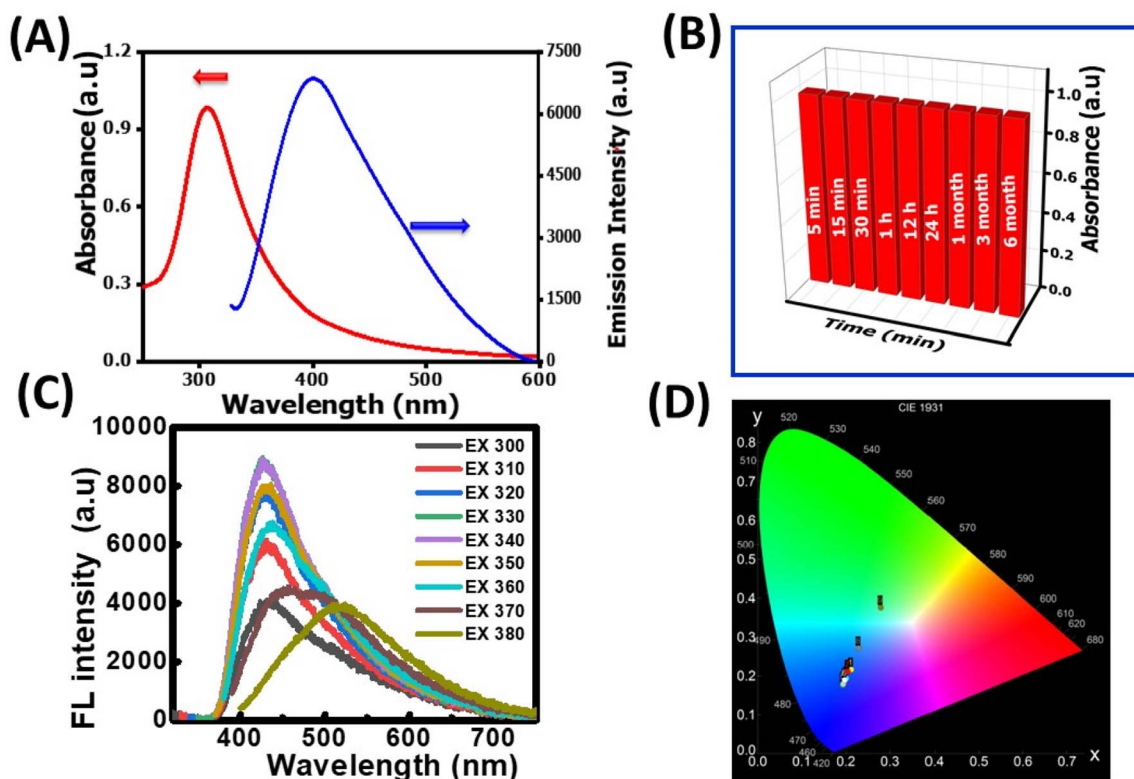 (A)
1.2
0.9
0.6
0.3
0.0
Absorbance (a.u)
7500
6000
4500
3000
1500
0
Emission Intensity (a.u)
300
400
500
600
Wavelength (nm)
(B)
5 min
15 min
30 min
1 h
12 h
24 h
1 month
3 month
6 month
1.0
0.8
0.6
0.4
0.2
0.0
Absorbance (a.u)
Time (min)
(C)
10000
8000
6000
4000
2000
0
FL intensity (a.u)
EX 300
EX 310
EX 320
EX 330
EX 340
EX 350
EX 360
EX 370
EX 380
400
500
600
700
Wavelength (nm)
(D)
CIE 1931
y
0.8
0.7
0.6
0.5
0.4
0.3
0.2
0.1
0.0
520
530
540
550
560
570
580
590
600
610
620
680
510
500
490
480
470
460
420
0.0
0.1
0.2
0.3
0.4
0.5
0.6
0.7
x